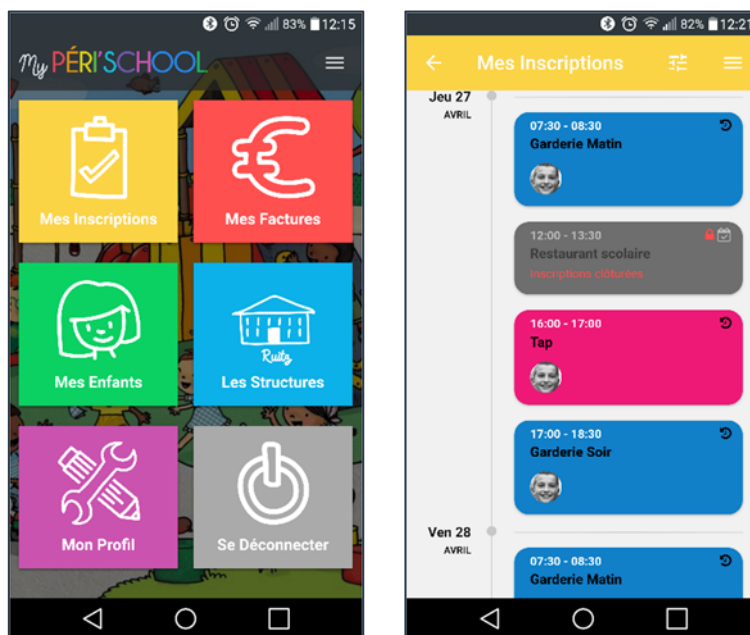 83% 12:15
My PÉRI'SCHOOL
Mes Inscriptions
Mes Factures
Mes Enfants
Ruitz
Les Structures
Mon Profil
Se Déconnecter
82% 12:21
Mes Inscriptions
Jeu 27
AVRIL
07:30 - 08:30
Garderie Matin
12:00 - 13:30
Restaurant scolaire
Inscriptions clôturées
16:00 - 17:00
Tap
17:00 - 18:30
Garderie Soir
Ven 28
AVRIL
07:30 - 08:30
Garderie Matin